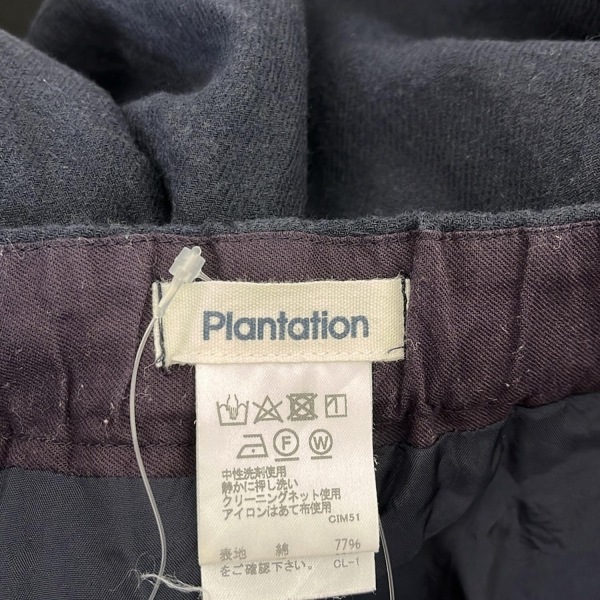 Plantation
F W
中性洗剤使用
静かに押し洗い
クリーニングネット使用
アイロンはあて布使用
CIM51
表地 綿 77%
をご確認下さい。 CL-1